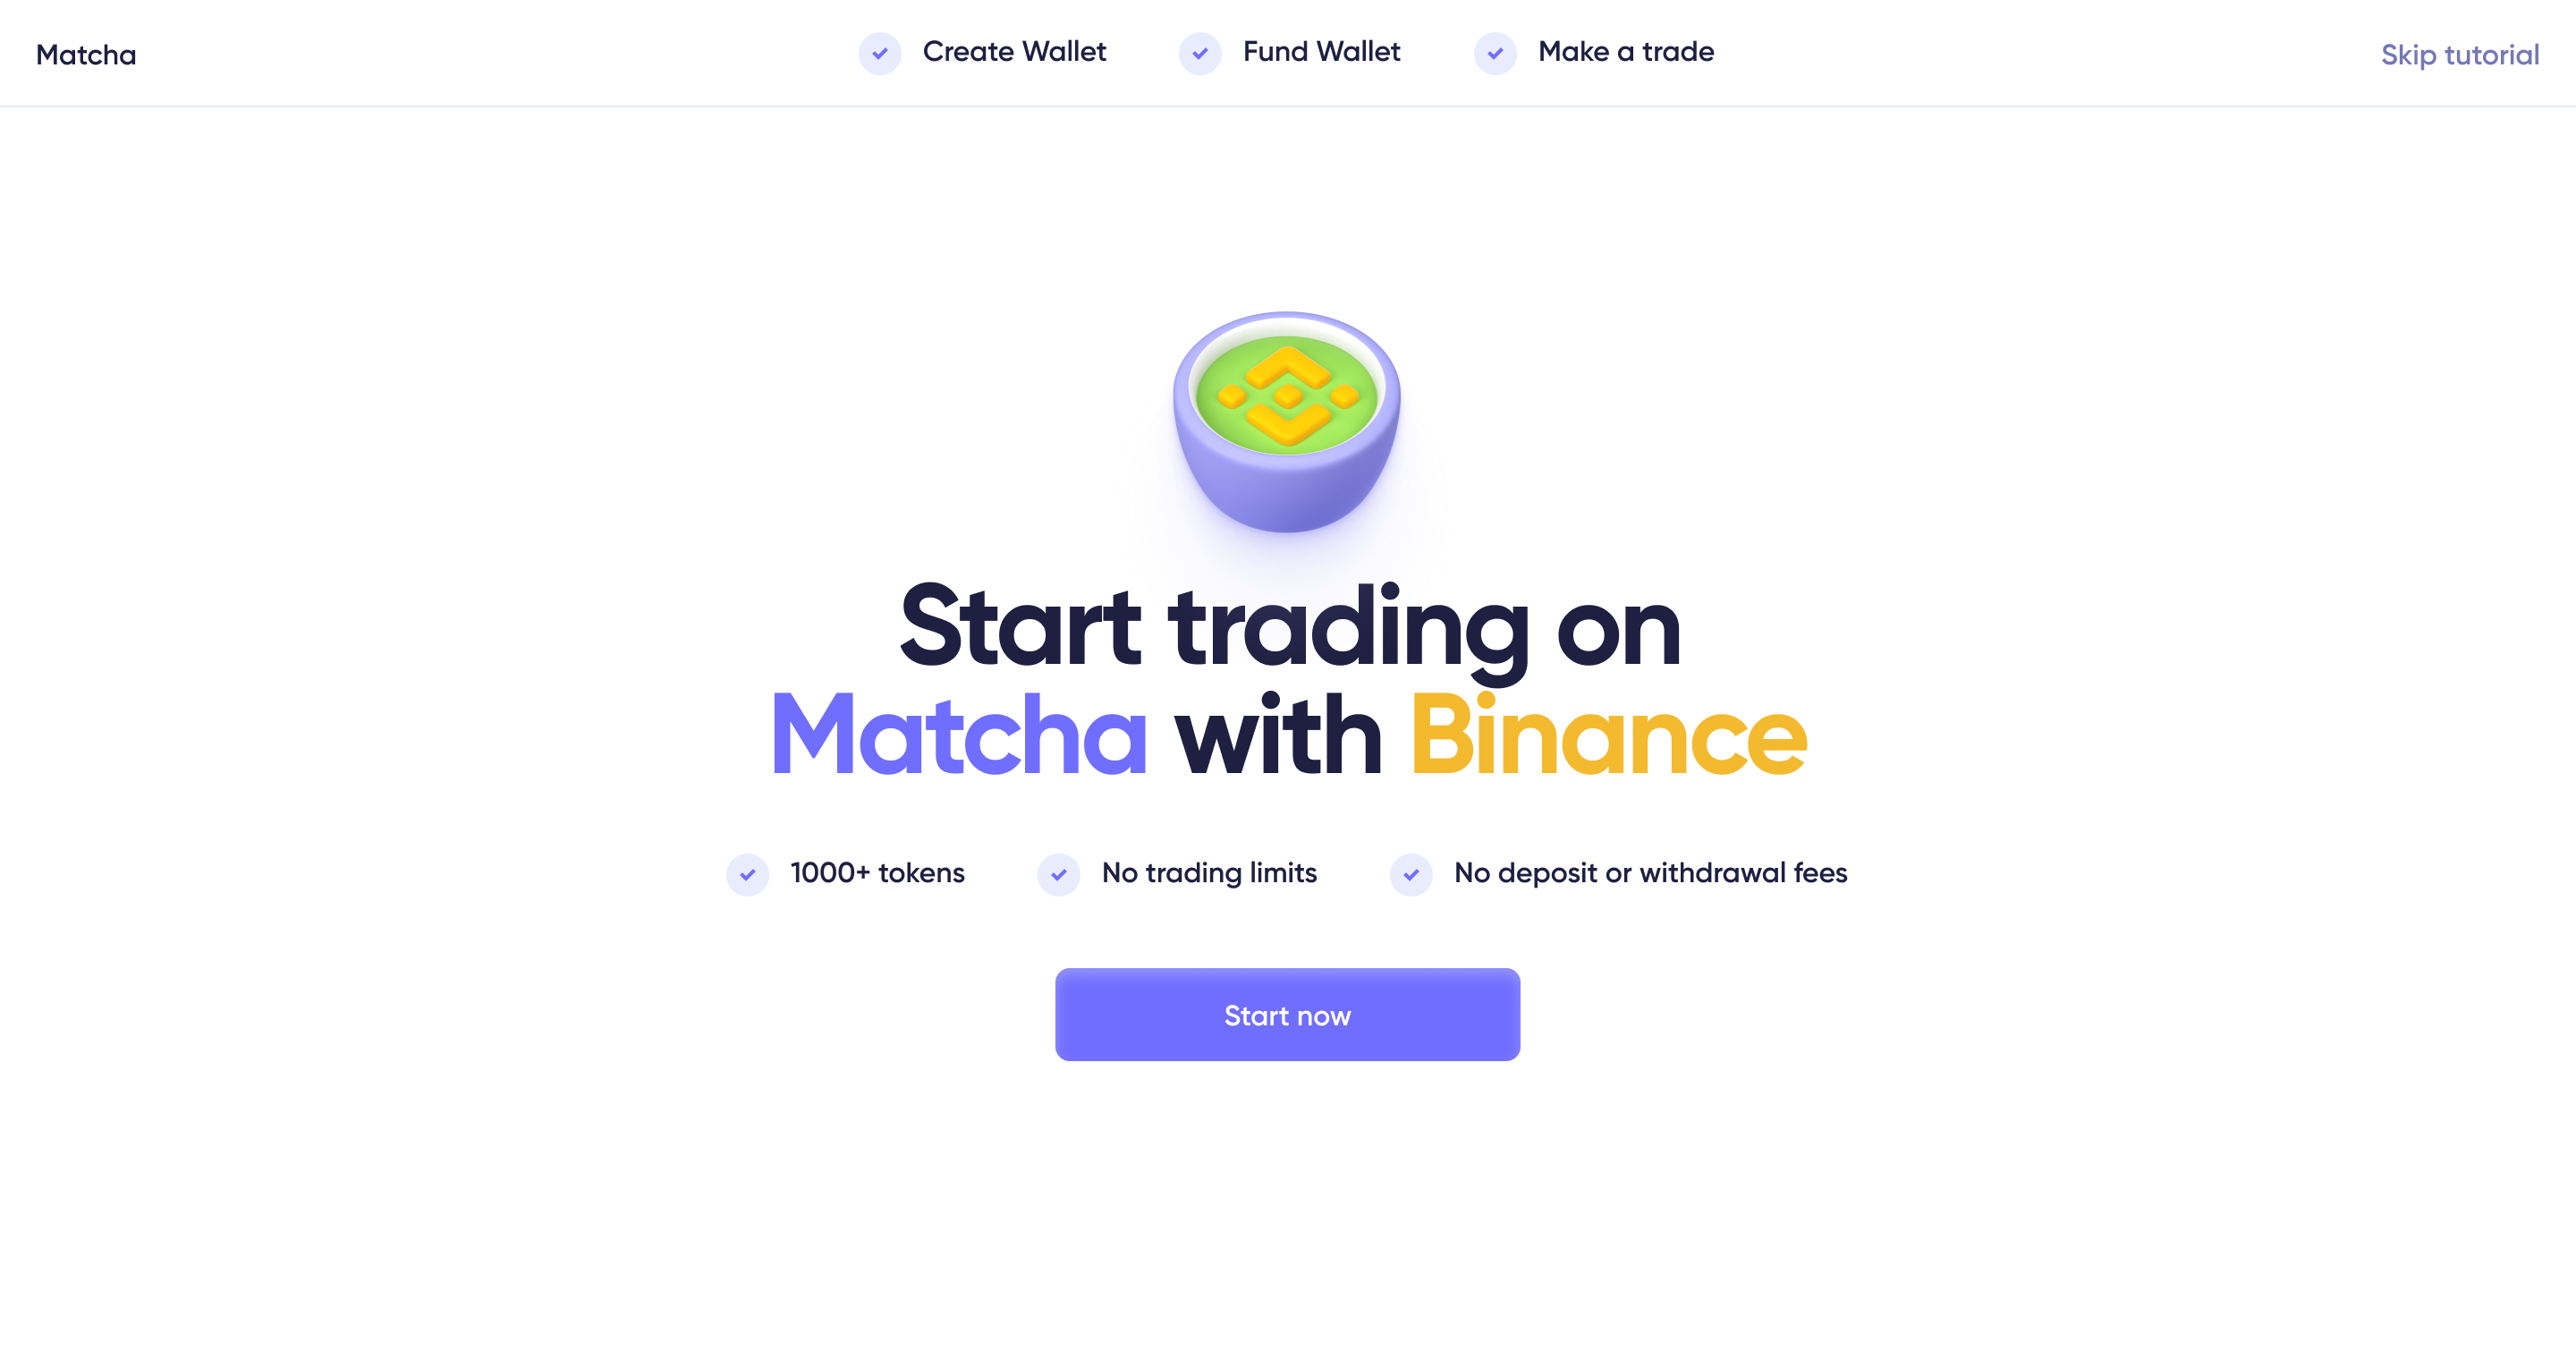 Matcha
Create Wallet
Fund Wallet
Make a trade
Skip tutorial
Start trading on
Matcha with Binance
1000+ tokens
No trading limits
No deposit or withdrawal fees
Start now